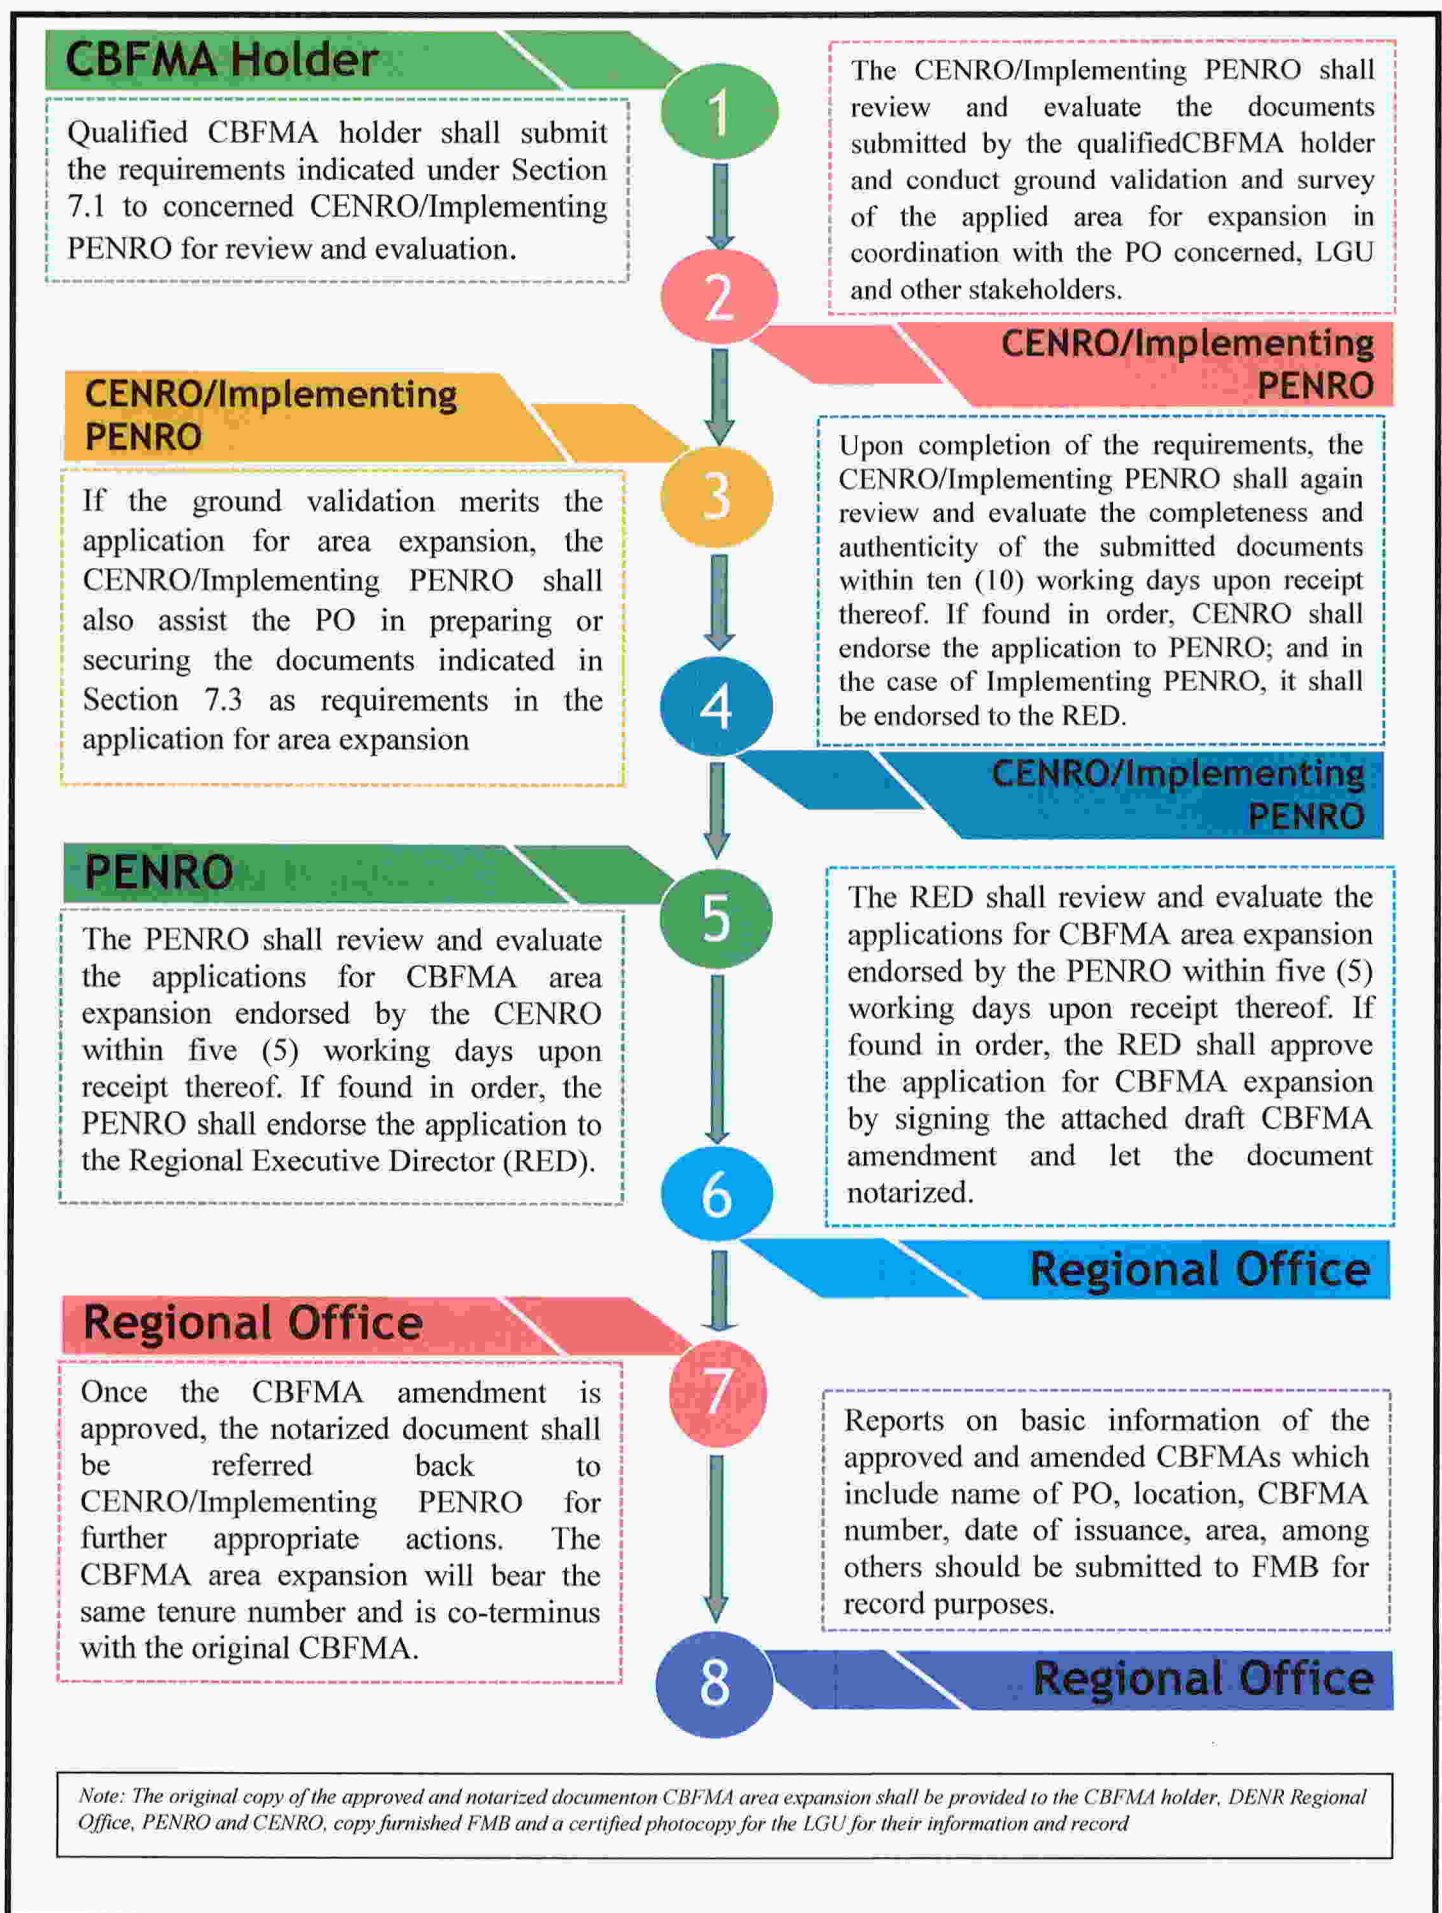 CBFMA Holder
1
Qualified CBFMA holder shall submit
the requirements indicated under Section
7.1 to concerned CENRO/Implementing
PENRO for review and evaluation.
The CENRO/Implementing PENRO shall
review and evaluate the documents
submitted by the qualifiedCBFMA holder
and conduct ground validation and survey
of the applied area for expansion in
coordination with the PO concerned, LGU
and other stakeholders.
2
CENRO/Implementing
PENRO
CENRO/Implementing
PENRO
3
If the ground validation merits the
application for area expansion, the
CENRO/Implementing PENRO shall
also assist the PO in preparing or
securing the documents indicated in
Section 7.3 as requirements in the
application for area expansion
Upon completion of the requirements, the
CENRO/Implementing PENRO shall again
review and evaluate the completeness and
authenticity of the submitted documents
within ten (10) working days upon receipt
thereof. If found in order, CENRO shall
endorse the application to PENRO; and in
the case of Implementing PENRO, it shall
be endorsed to the RED.
4
CENRO/Implementing
PENRO
PENRO
5
The PENRO shall review and evaluate
the applications for CBFMA area
expansion endorsed by the CENRO
within five (5) working days upon
receipt thereof. If found in order, the
PENRO shall endorse the application to
the Regional Executive Director (RED).
The RED shall review and evaluate the
applications for CBFMA area expansion
endorsed by the PENRO within five (5)
working days upon receipt thereof. If
found in order, the RED shall approve
the application for CBFMA expansion
by signing the attached draft CBFMA
amendment and let the document
notarized.
6
Regional Office
Regional Office
7
Once the CBFMA amendment is
approved, the notarized document shall
be referred back to
CENRO/Implementing PENRO for
further appropriate actions. The
CBFMA area expansion will bear the
same tenure number and is co-terminus
with the original CBFMA.
Reports on basic information of the
approved and amended CBFMAs which
include name of PO, location, CBFMA
number, date of issuance, area, among
others should be submitted to FMB for
record purposes.
8
Regional Office
Note: The original copy of the approved and notarized documenton CBFMA area expansion shall be provided to the CBFMA holder, DENR Regional
Office, PENRO and CENRO, copy furnished FMB and a certified photocopy for the LGU for their information and record